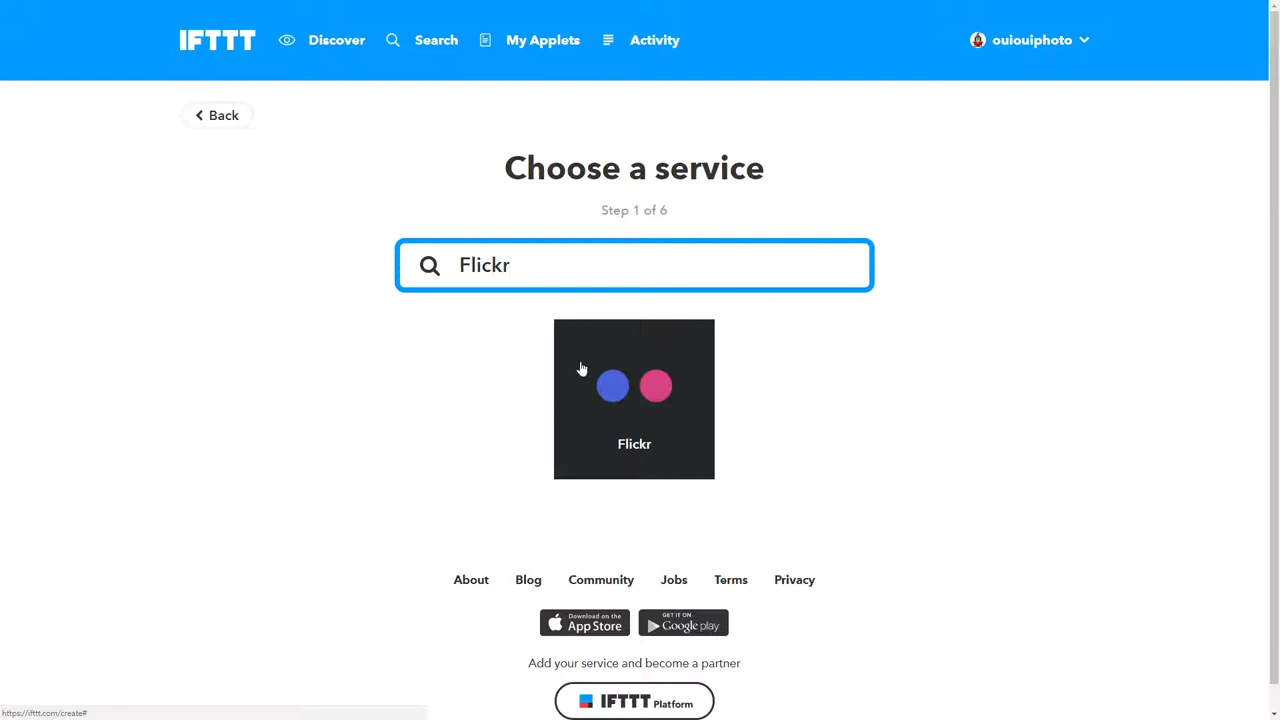 IFTTT Discover Search My Applets Activity ouiouiphoto
Back
Choose a service
Step 1 of 6
Flickr
Flickr
About Blog Community Jobs Terms Privacy
Download on the App Store GET IT ON Google play
Add your service and become a partner
IFTTT Platform
https://ifttt.com/create#